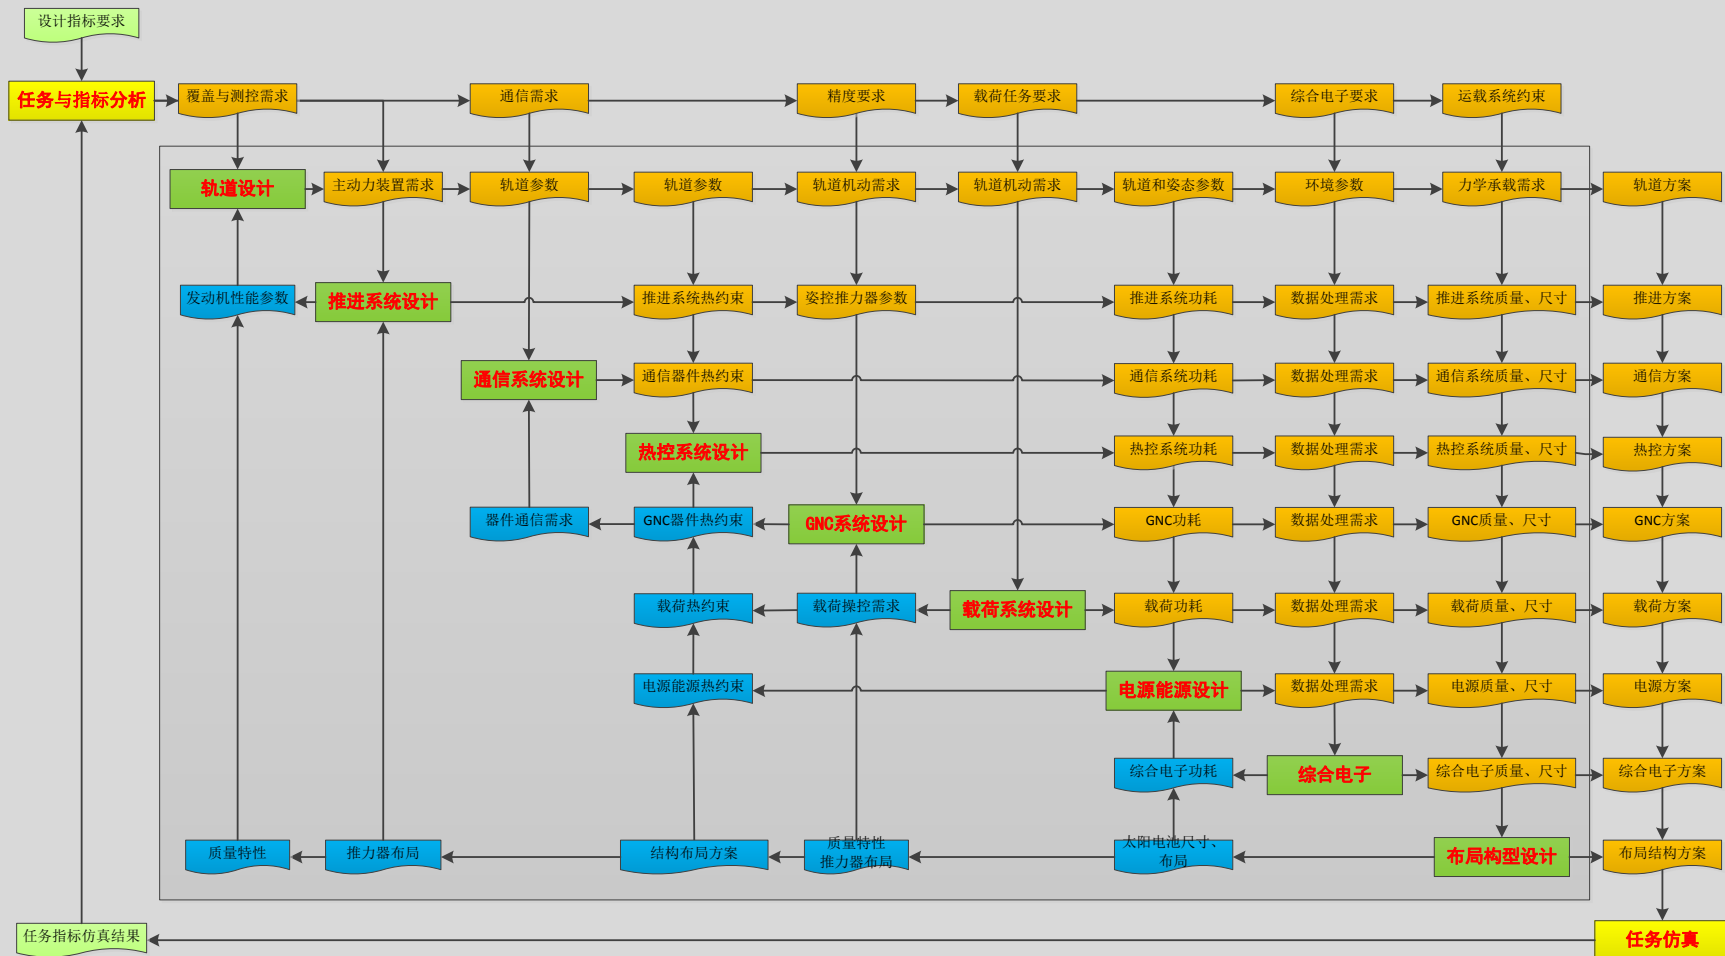 设计指标要求
任务与指标分析
覆盖与测控需求
通信需求
精度要求
载荷任务要求
综合电子要求
运载系统约束
轨道设计
主动力装置需求
轨道参数
轨道参数
轨道机动需求
轨道机动需求
轨道和姿态参数
环境参数
力学承载需求
轨道方案
发动机性能参数
推进系统设计
推进系统热约束
姿控推力器参数
推进系统功耗
数据处理需求
推进系统质量、尺寸
推进方案
通信系统设计
通信器件热约束
通信系统功耗
数据处理需求
通信系统质量、尺寸
通信方案
热控系统设计
热控系统功耗
数据处理需求
热控系统质量、尺寸
热控方案
器件通信需求
GNC器件热约束
GNC系统设计
GNC功耗
数据处理需求
GNC质量、尺寸
GNC方案
载荷热约束
载荷操控需求
载荷系统设计
载荷功耗
数据处理需求
载荷质量、尺寸
载荷方案
电源能源热约束
电源能源设计
数据处理需求
电源质量、尺寸
电源方案
综合电子功耗
综合电子
综合电子质量、尺寸
综合电子方案
质量特性
推力器布局
结构布局方案
质量特性
推力器布局
太阳电池尺寸、
布局
布局构型设计
布局结构方案
任务指标仿真结果
任务仿真